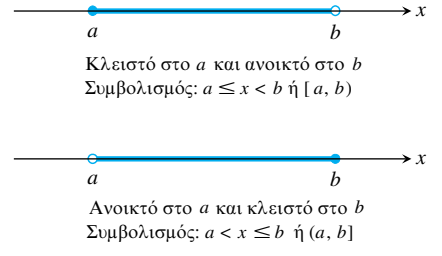 x
a b
Κλειστό στο a και ανοικτό στο b
Συμβολισμός: a ≤ x < b ή [a, b)
x
a b
Ανοικτό στο a και κλειστό στο b
Συμβολισμός: a < x ≤ b ή (a, b]